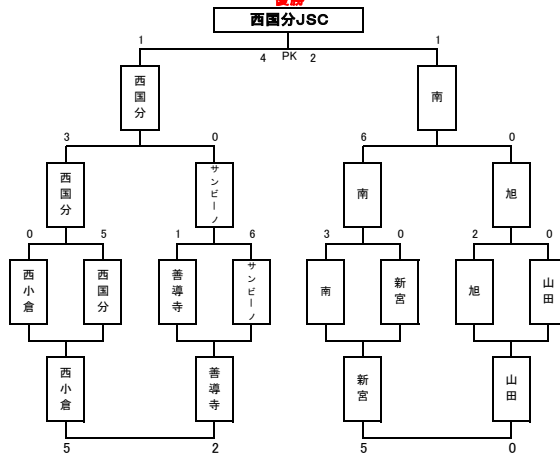 優勝
西国分JSC
1 1
4 PK 2
西国分 南
3 0 6 0
西国分 サンビーノ 南 旭
0 5 1 6 3 0 2 0
西小倉 西国分 善導寺 サンビーノ 南 新宮 旭 山田
西小倉 善導寺 新宮 山田
5 2 5 0